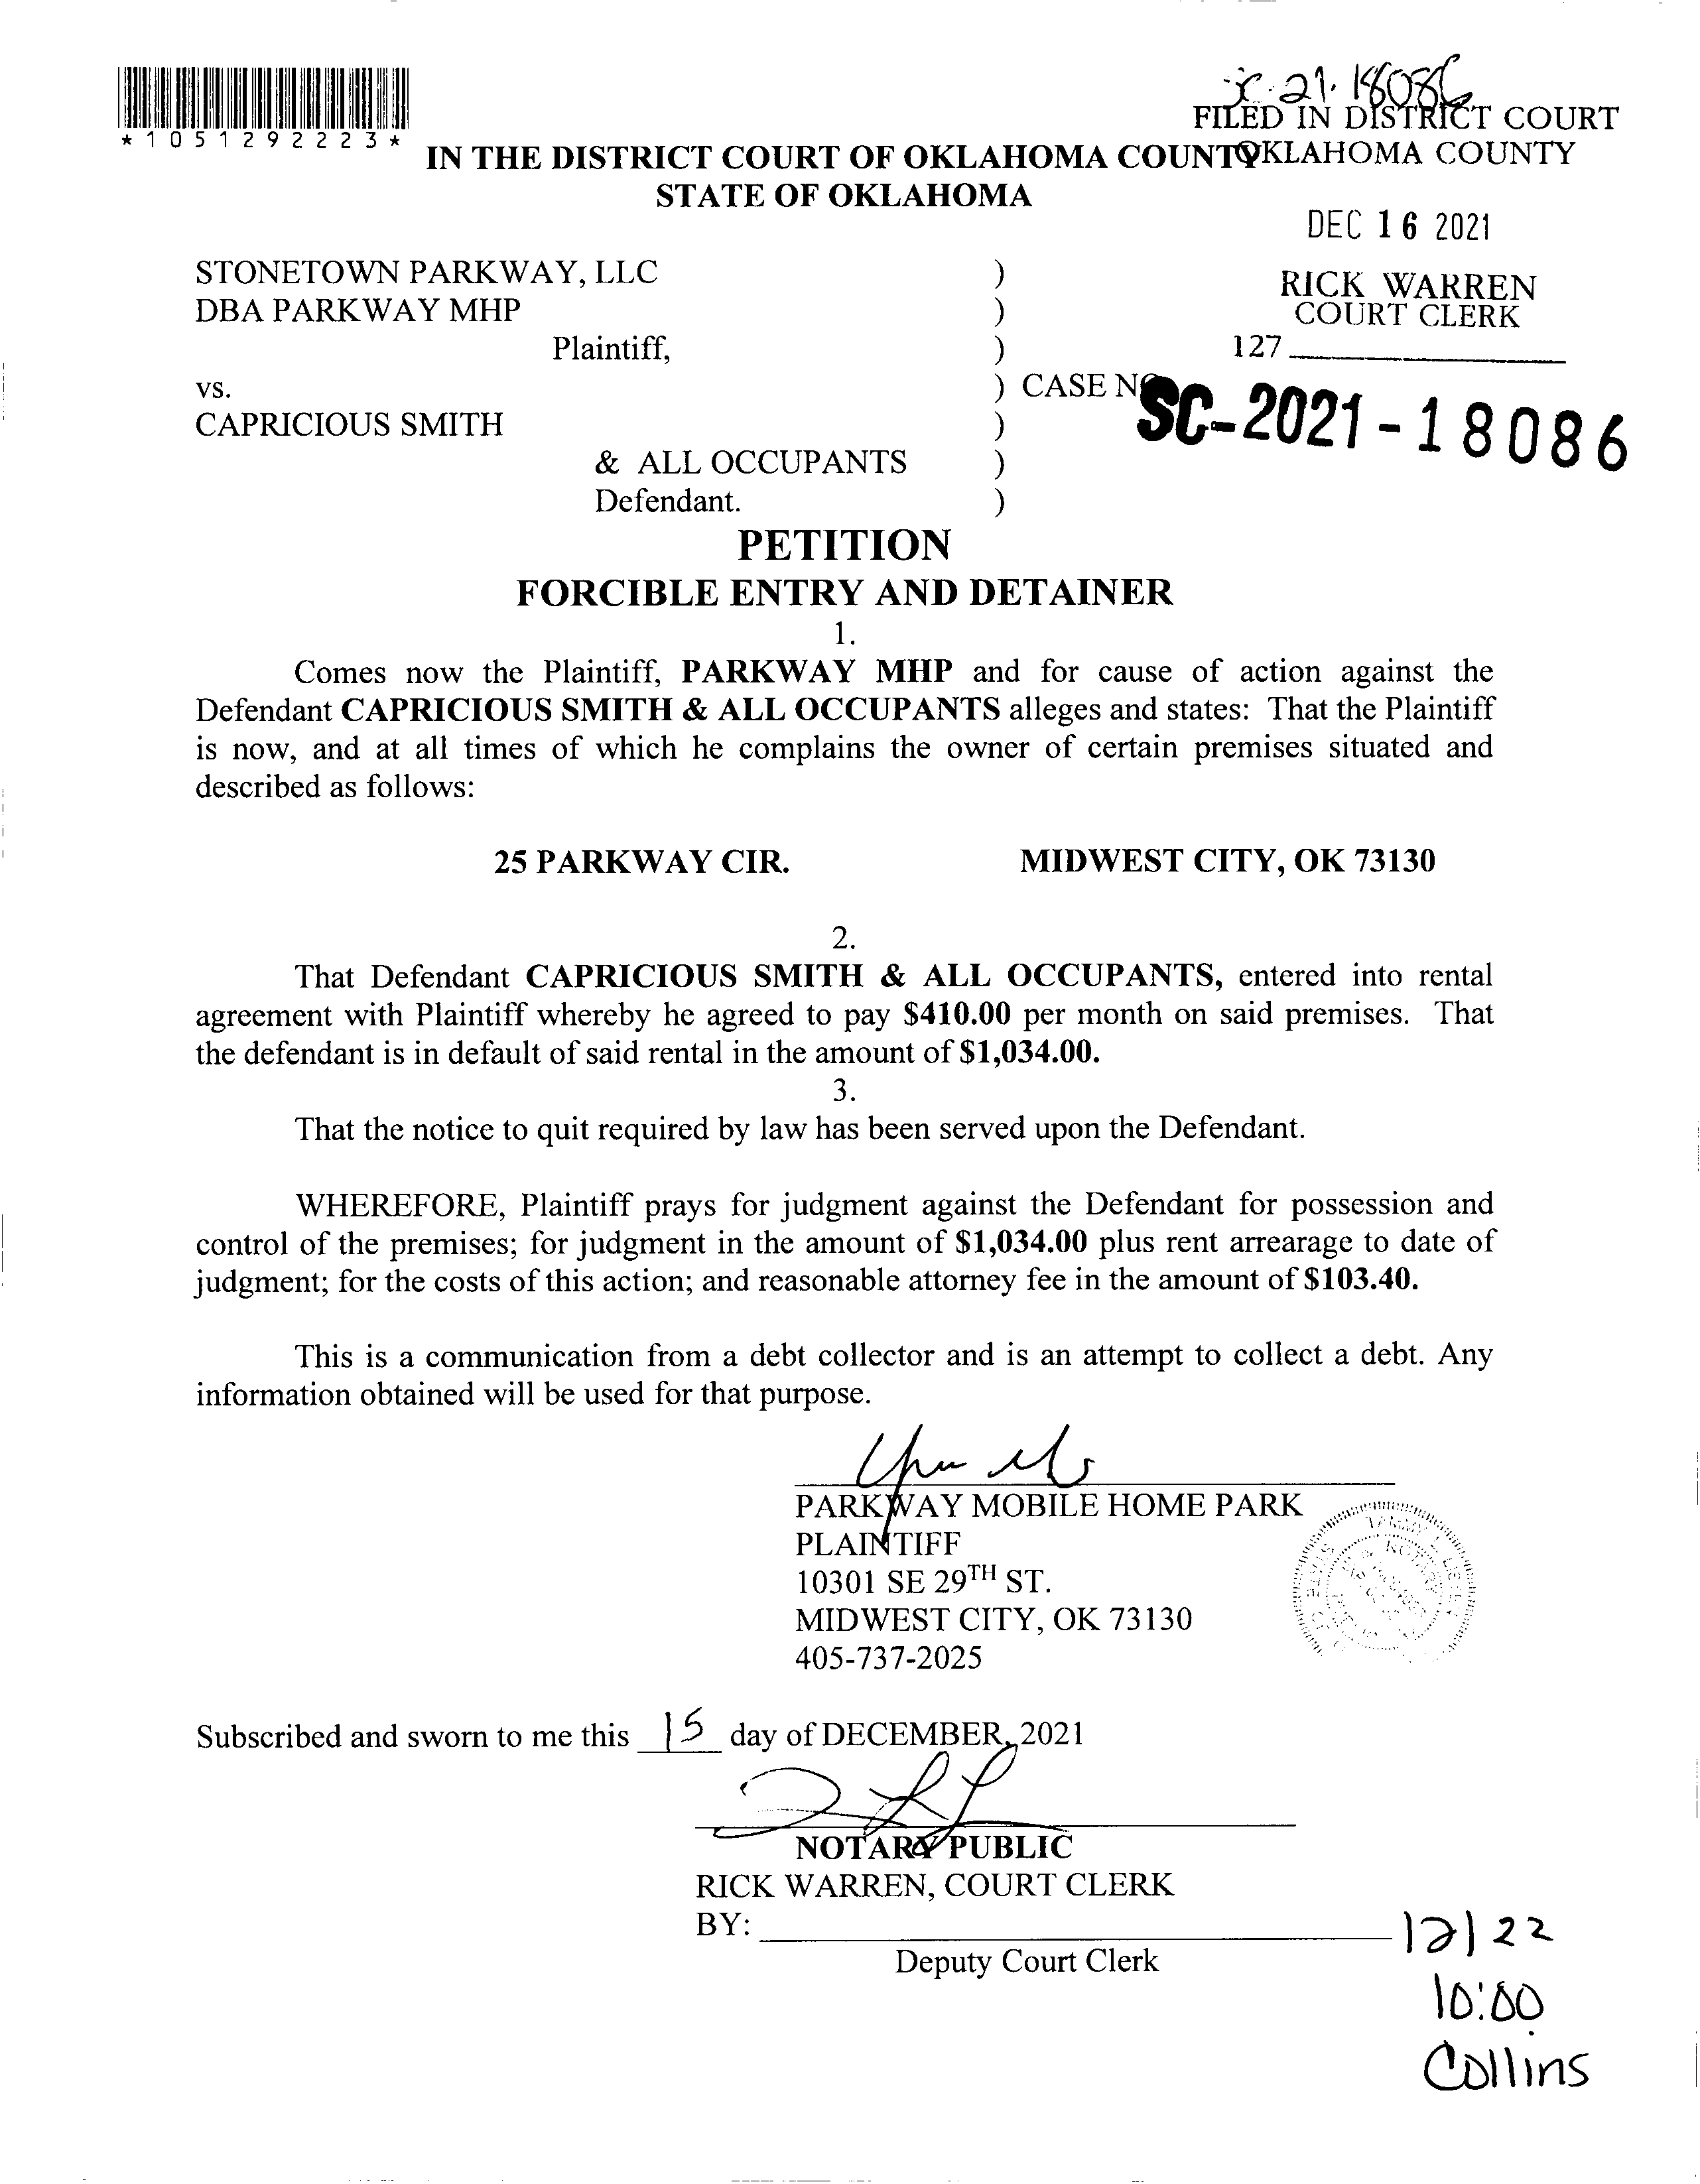 SC-21-18086
FILED IN DISTRICT COURT
OKLAHOMA COUNTY
*1051292223*
IN THE DISTRICT COURT OF OKLAHOMA COUNTY
STATE OF OKLAHOMA
DEC 16 2021
RICK WARREN
COURT CLERK
127
STONETOWN PARKWAY, LLC )
DBA PARKWAY MHP )
Plaintiff, )
vs. ) CASE NO.
SC-2021-18086
CAPRICIOUS SMITH )
& ALL OCCUPANTS )
Defendant. )
PETITION
FORCIBLE ENTRY AND DETAINER
1.
Comes now the Plaintiff, PARKWAY MHP and for cause of action against the
Defendant CAPRICIOUS SMITH & ALL OCCUPANTS alleges and states: That the Plaintiff
is now, and at all times of which he complains the owner of certain premises situated and
described as follows:
25 PARKWAY CIR. MIDWEST CITY, OK 73130
2.
That Defendant CAPRICIOUS SMITH & ALL OCCUPANTS, entered into rental
agreement with Plaintiff whereby he agreed to pay $410.00 per month on said premises. That
the defendant is in default of said rental in the amount of $1,034.00.
3.
That the notice to quit required by law has been served upon the Defendant.
WHEREFORE, Plaintiff prays for judgment against the Defendant for possession and
control of the premises; for judgment in the amount of $1,034.00 plus rent arrearage to date of
judgment; for the costs of this action; and reasonable attorney fee in the amount of $103.40.
This is a communication from a debt collector and is an attempt to collect a debt. Any
information obtained will be used for that purpose.
PARKWAY MOBILE HOME PARK
PLAINTIFF
10301 SE 29TH ST.
MIDWEST CITY, OK 73130
405-737-2025
Subscribed and sworn to me this 15 day of DECEMBER, 2021
NOTARY PUBLIC
RICK WARREN, COURT CLERK
BY:
Deputy Court Clerk
12/22
10:00
Collins